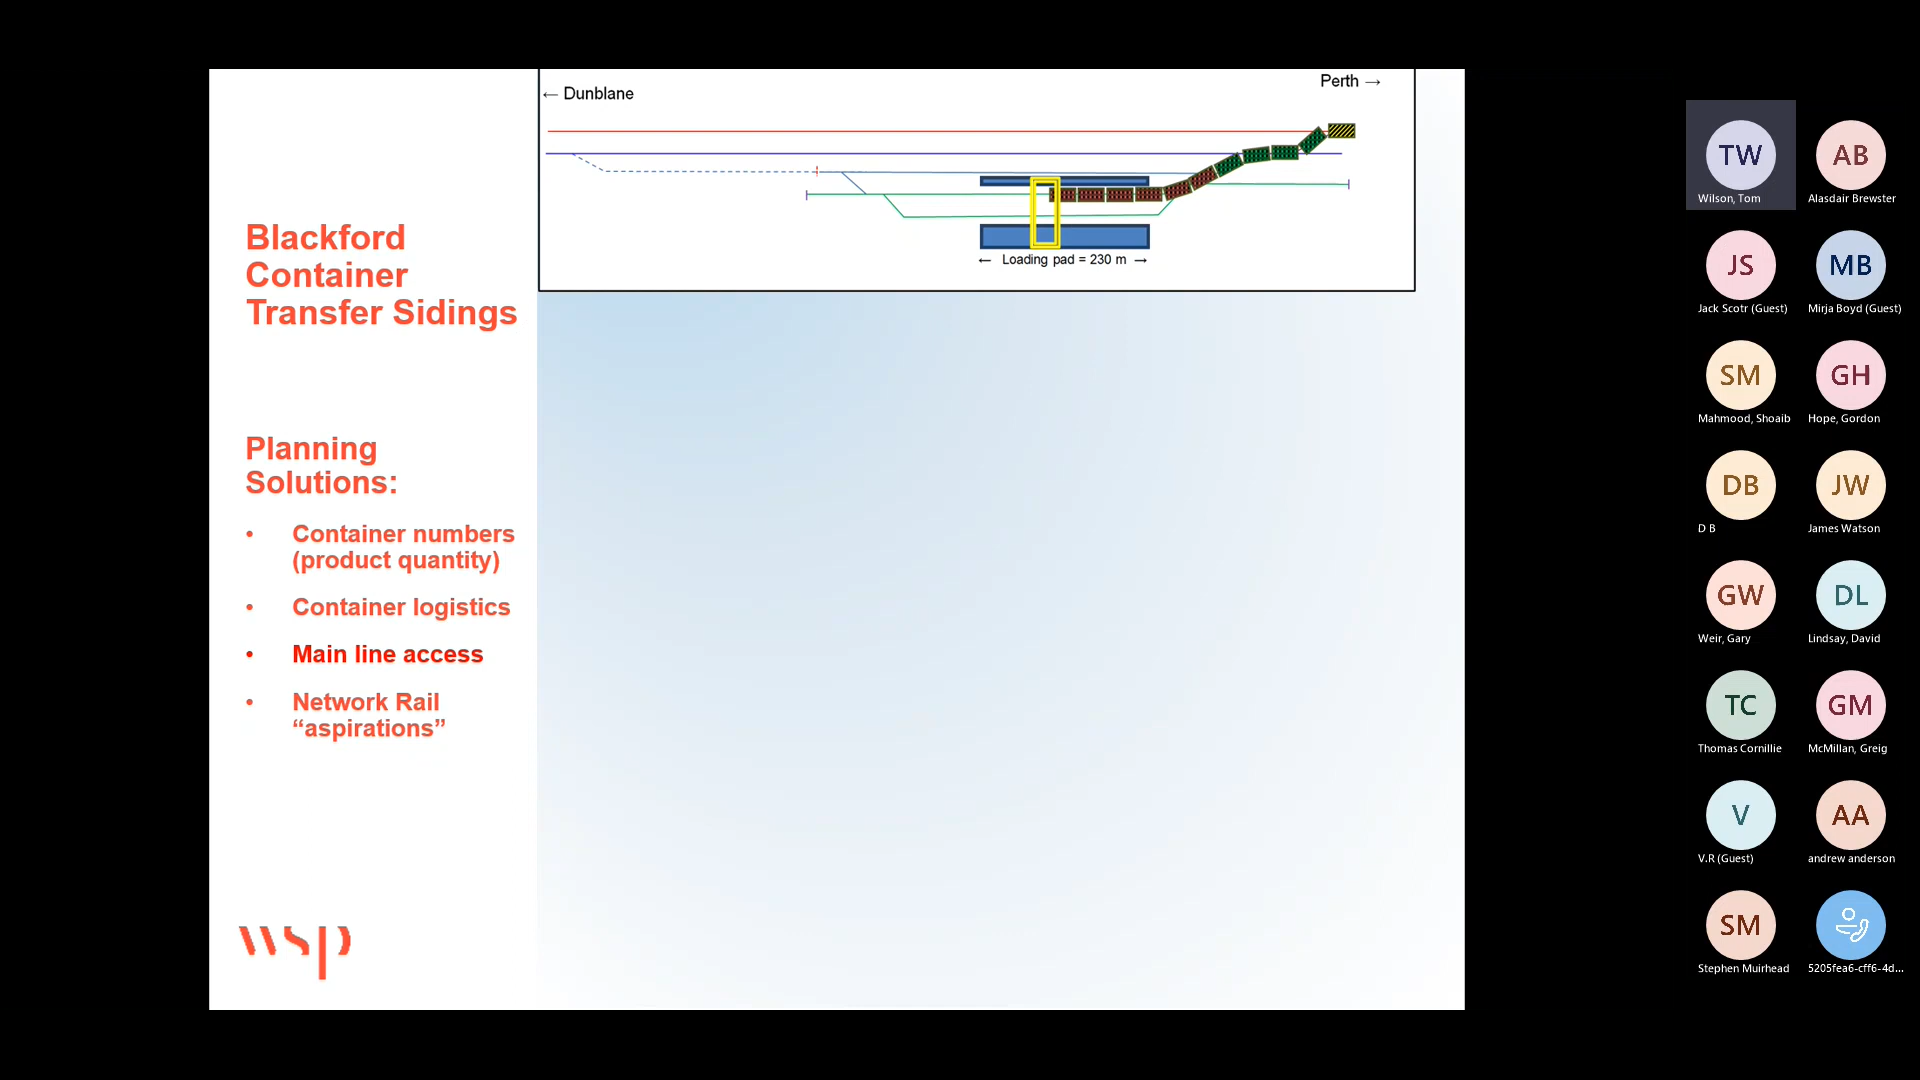 ← Dunblane
Perth →
← Loading pad = 230 m →
Blackford
Container
Transfer Sidings
Planning
Solutions:
• Container numbers
(product quantity)
• Container logistics
• Main line access
• Network Rail
“aspirations”
wsp
TW
Wilson, Tom
AB
Alasdair Brewster
JS
Jack Scotr (Guest)
MB
Mirja Boyd (Guest)
SM
Mahmood, Shoaib
GH
Hope, Gordon
DB
D B
JW
James Watson
GW
Weir, Gary
DL
Lindsay, David
TC
Thomas Cornillie
GM
McMillan, Greig
V
V.R (Guest)
AA
andrew anderson
SM
Stephen Muirhead
5205fea6-cff6-4d...